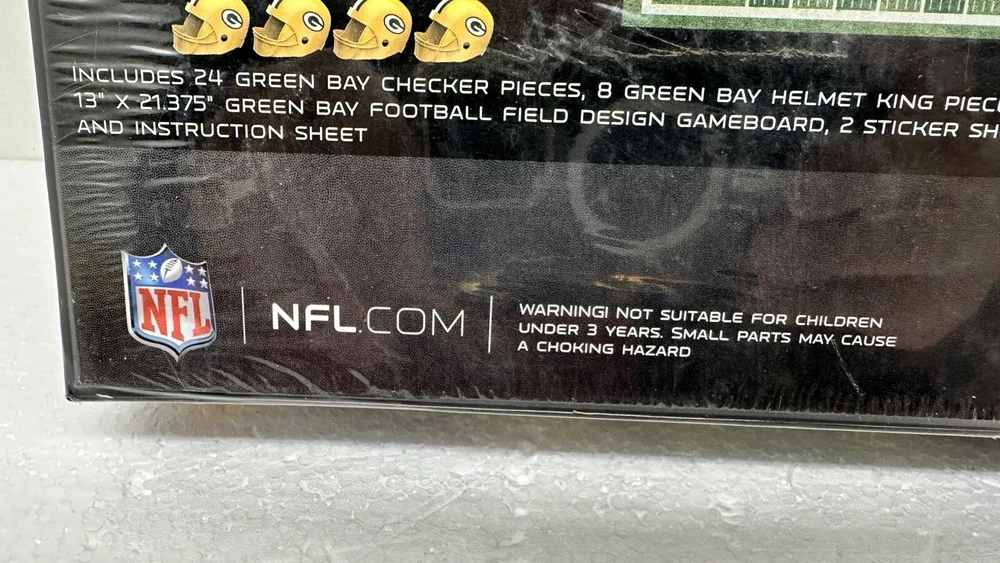 INCLUDES 24 GREEN BAY CHECKER PIECES, 8 GREEN BAY HELMET KING
13" X 21.375" GREEN BAY FOOTBALL FIELD DESIGN GAMEBOARD, 2 STICKER
AND INSTRUCTION SHEET
NFL
NFL.COM
WARNING! NOT SUITABLE FOR CHILDREN
UNDER 3 YEARS. SMALL PARTS MAY CAUSE
A CHOKING HAZARD